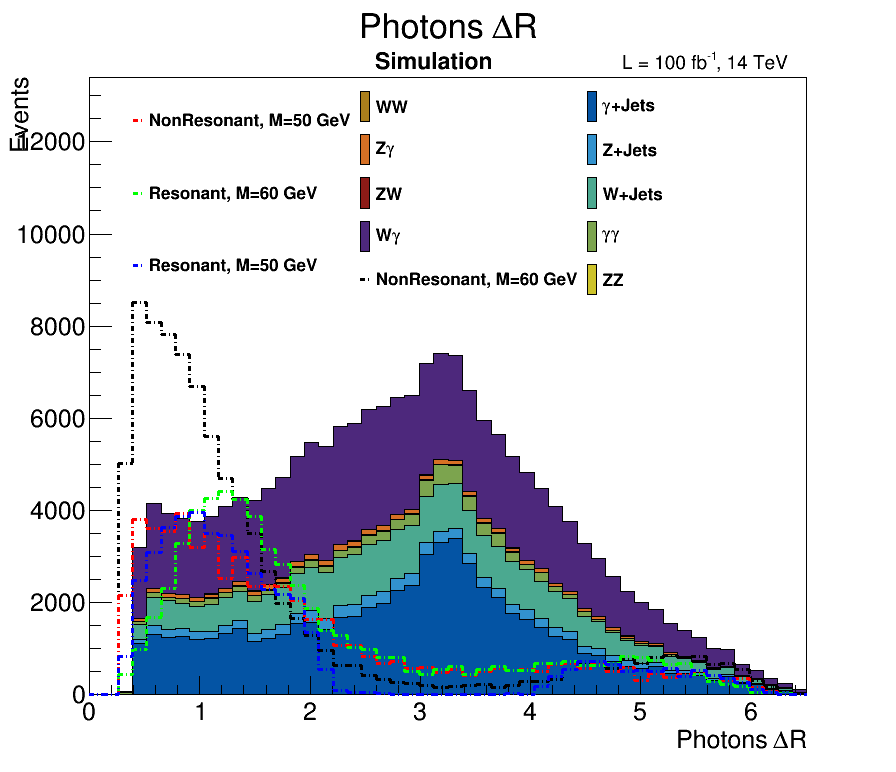 Photons ΔR
Simulation
L = 100 fb⁻¹, 14 TeV
Events
NonResonant, M=50 GeV
Resonant, M=60 GeV
Resonant, M=50 GeV
WW
Zγ
ZW
Wγ
NonResonant, M=60 GeV
γ+Jets
Z+Jets
W+Jets
γγ
ZZ
12000
10000
8000
6000
4000
2000
0
0 1 2 3 4 5 6
Photons ΔR